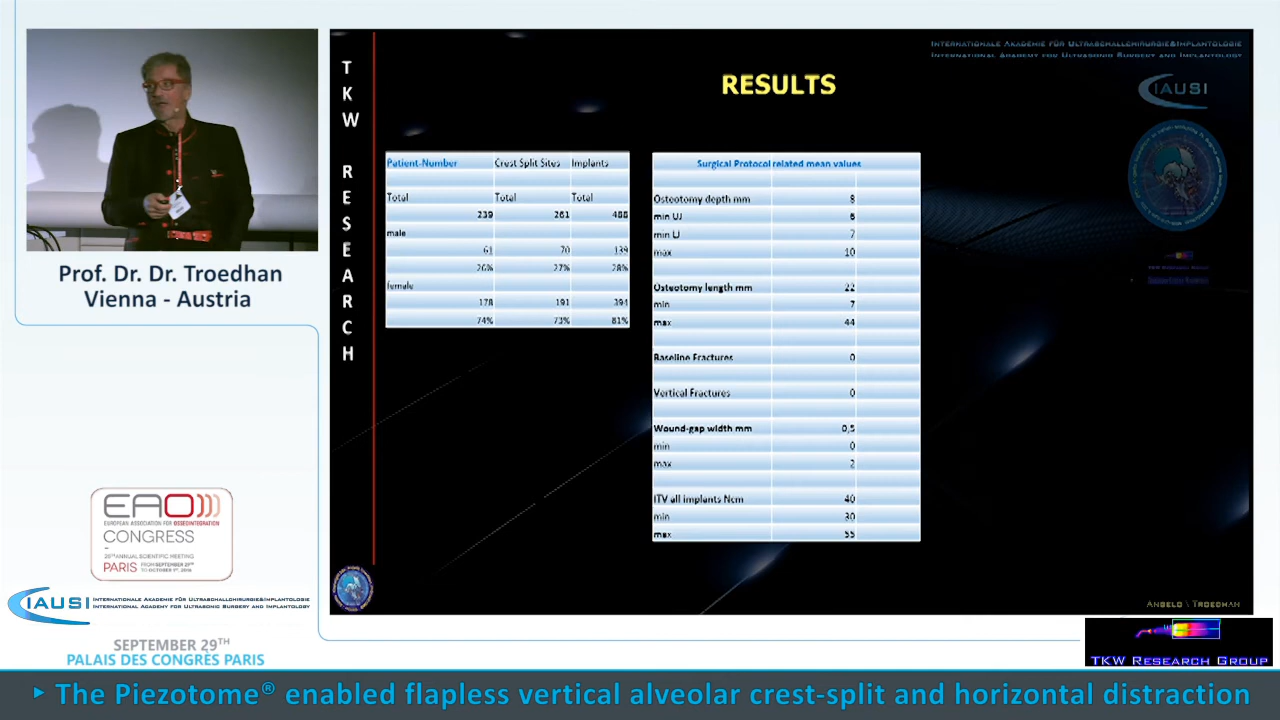 INTERNATIONALE AKADEMIE FÜR ULTRASCHALLCHIRURGIE&IMPLANTOLOGIE
INTERNATIONAL ACADEMY FOR ULTRASONIC SURGERY AND IMPLANTOLOGY
IAUSI
TKW RESEARCH
RESULTS
Patient-Number Crest Split Sites Implants
Total Total Total
239 261 488
male
61 70 139
26% 27% 28%
female
178 191 394
74% 73% 81%
Surgical Protocol related mean values
Osteotomy depth mm 8
min UJ 6
min LJ 7
max 10
Osteotomy length mm 22
min 7
max 44
Baseline Fractures 0
Vertical Fractures 0
Wound-gap width mm 0,5
min 0
max 2
ITV all implants Ncm 40
min 30
max 55
ANGELO \ TROEDHAN
Prof. Dr. Dr. Troedhan
Vienna - Austria
EAO
EUROPEAN ASSOCIATION FOR OSSEOINTEGRATION
CONGRESS
ANNUAL SCIENTIFIC MEETING
PARIS FROM SEPTEMBER 29TH
TO OCTOBER 1ST, 2016
IAUSI INTERNATIONALE AKADEMIE FÜR ULTRASCHALLCHIRURGIE&IMPLANTOLOGIE
INTERNATIONAL ACADEMY FOR ULTRASONIC SURGERY AND IMPLANTOLOGY
SEPTEMBER 29TH
PALAIS DES CONGRÈS PARIS
TKW RESEARCH GROUP
The Piezotome® enabled flapless vertical alveolar crest-split and horizontal distraction